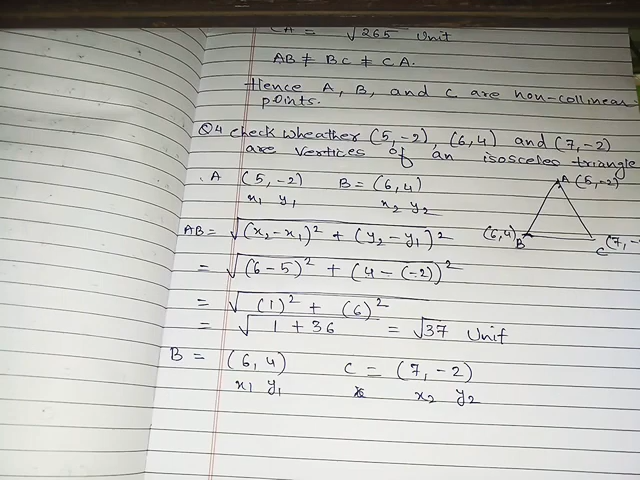 CA = √265 Unit
AB ≠ BC ≠ CA.
Hence A, B, and C are non-collinear
points.
Q4 check wheather (5,-2), (6,4) and (7,-2)
are vertices of an isosceles triangle
A (5,-2) B = (6,4)
x₁ y₁ x₂ y₂
A (5,-2)
(6,4)
B
C (7,-
AB = √(x₂-x₁)² + (y₂-y₁)²
= √(6-5)² + (4-(-2))²
= √(1)² + (6)²
= √1 + 36 = √37 Unit
B = (6,4) C = (7,-2)
x₁ y₁ x₂ y₂